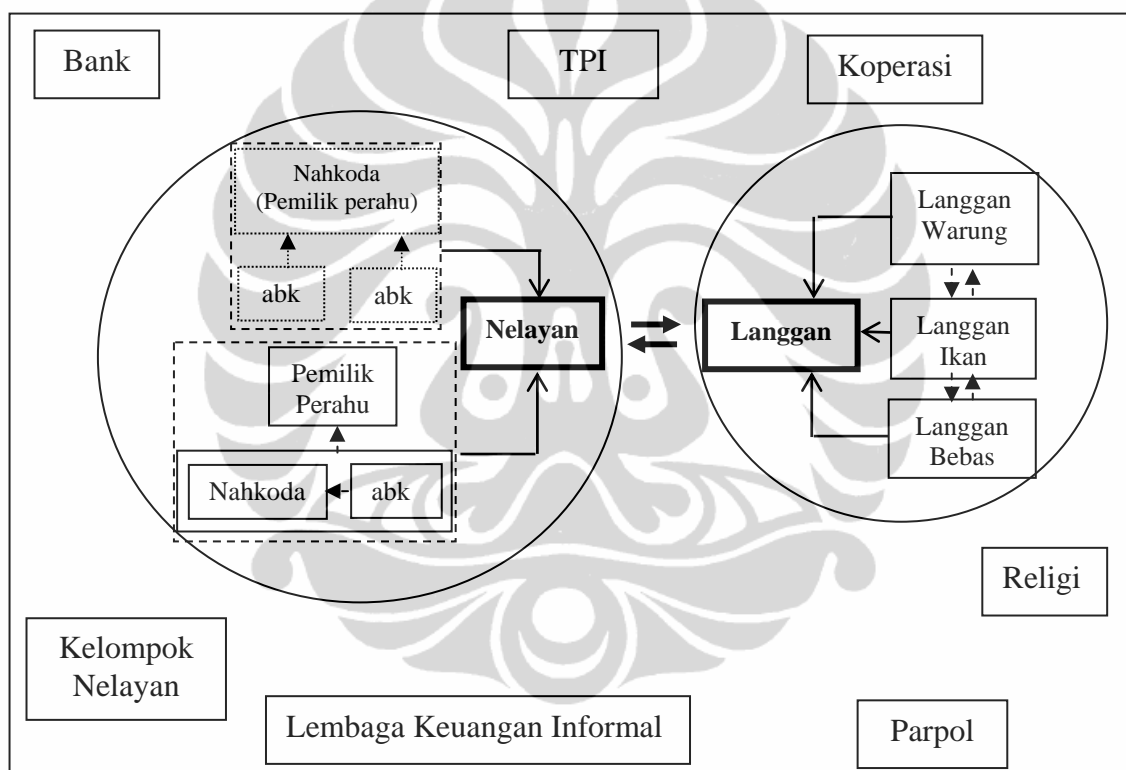 Bank
TPI
Koperasi
Nahkoda
(Pemilik perahu)
abk
abk
Nelayan
Pemilik
Perahu
Nahkoda
abk
Langgan
Langgan
Warung
Langgan
Ikan
Langgan
Bebas
Religi
Kelompok
Nelayan
Lembaga Keuangan Informal
Parpol